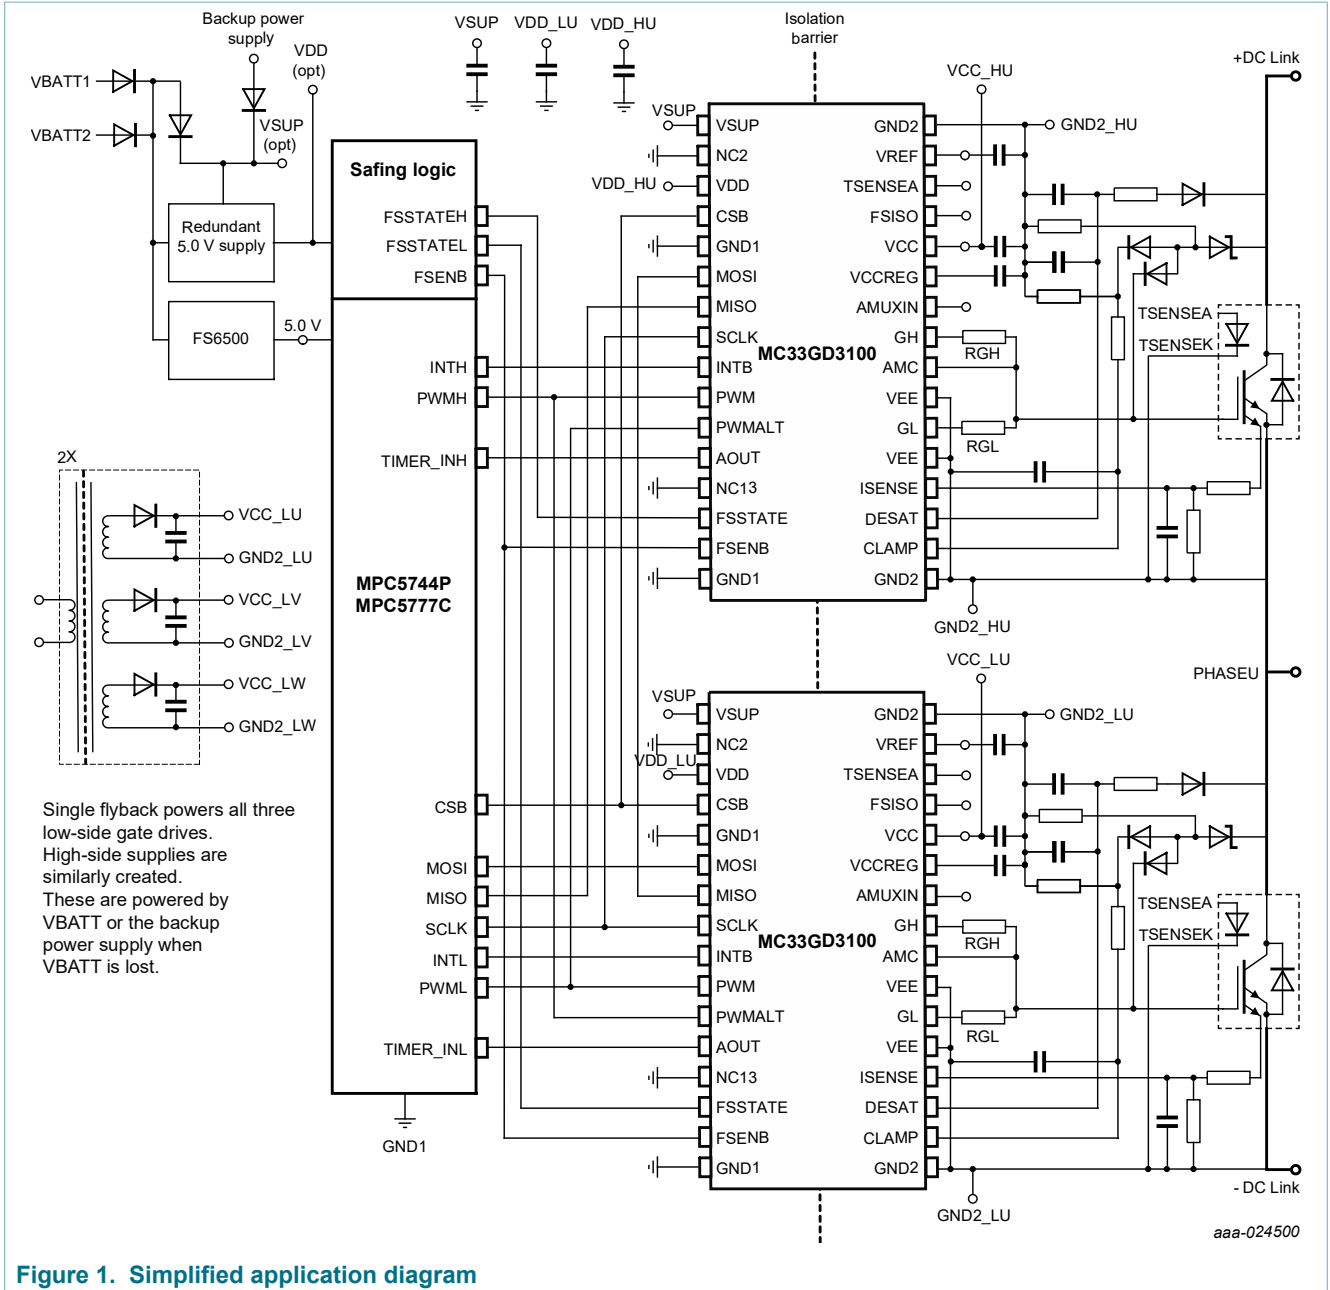 Backup power
supply
VDD
(opt)
VBATT1
VBATT2
VSUP
(opt)
Redundant
5.0 V supply
FS6500
5.0 V
VSUP
VDD_LU
VDD_HU
Isolation
barrier
Safing logic
FSSTATEH
FSSTATEL
FSENB
INTH
PWMH
TIMER_INH
MPC5744P
MPC5777C
CSB
MOSI
MISO
SCLK
INTL
PWML
TIMER_INL
GND1
2X
VCC_LU
GND2_LU
VCC_LV
GND2_LV
VCC_LW
GND2_LW
Single flyback powers all three
low-side gate drives.
High-side supplies are
similarly created.
These are powered by
VBATT or the backup
power supply when
VBATT is lost.
VSUP
VDD_HU
VSUP
NC2
VDD
CSB
GND1
MOSI
MISO
SCLK
INTB
PWM
PWMALT
AOUT
NC13
FSSTATE
FSENB
GND1
MC33GD3100
GND2
VREF
TSENSEA
FSISO
VCC
VCCREG
AMUXIN
GH
AMC
VEE
GL
VEE
ISENSE
DESAT
CLAMP
GND2
VCC_HU
GND2_HU
RGH
RGL
GND2_HU
+DC Link
TSENSEA
TSENSEK
PHASEU
VSUP
VDD_LU
VSUP
NC2
VDD
CSB
GND1
MOSI
MISO
SCLK
INTB
PWM
PWMALT
AOUT
NC13
FSSTATE
FSENB
GND1
MC33GD3100
GND2
VREF
TSENSEA
FSISO
VCC
VCCREG
AMUXIN
GH
AMC
VEE
GL
VEE
ISENSE
DESAT
CLAMP
GND2
VCC_LU
GND2_LU
RGH
RGL
GND2_LU
TSENSEA
TSENSEK
- DC Link
aaa-024500
Figure 1. Simplified application diagram